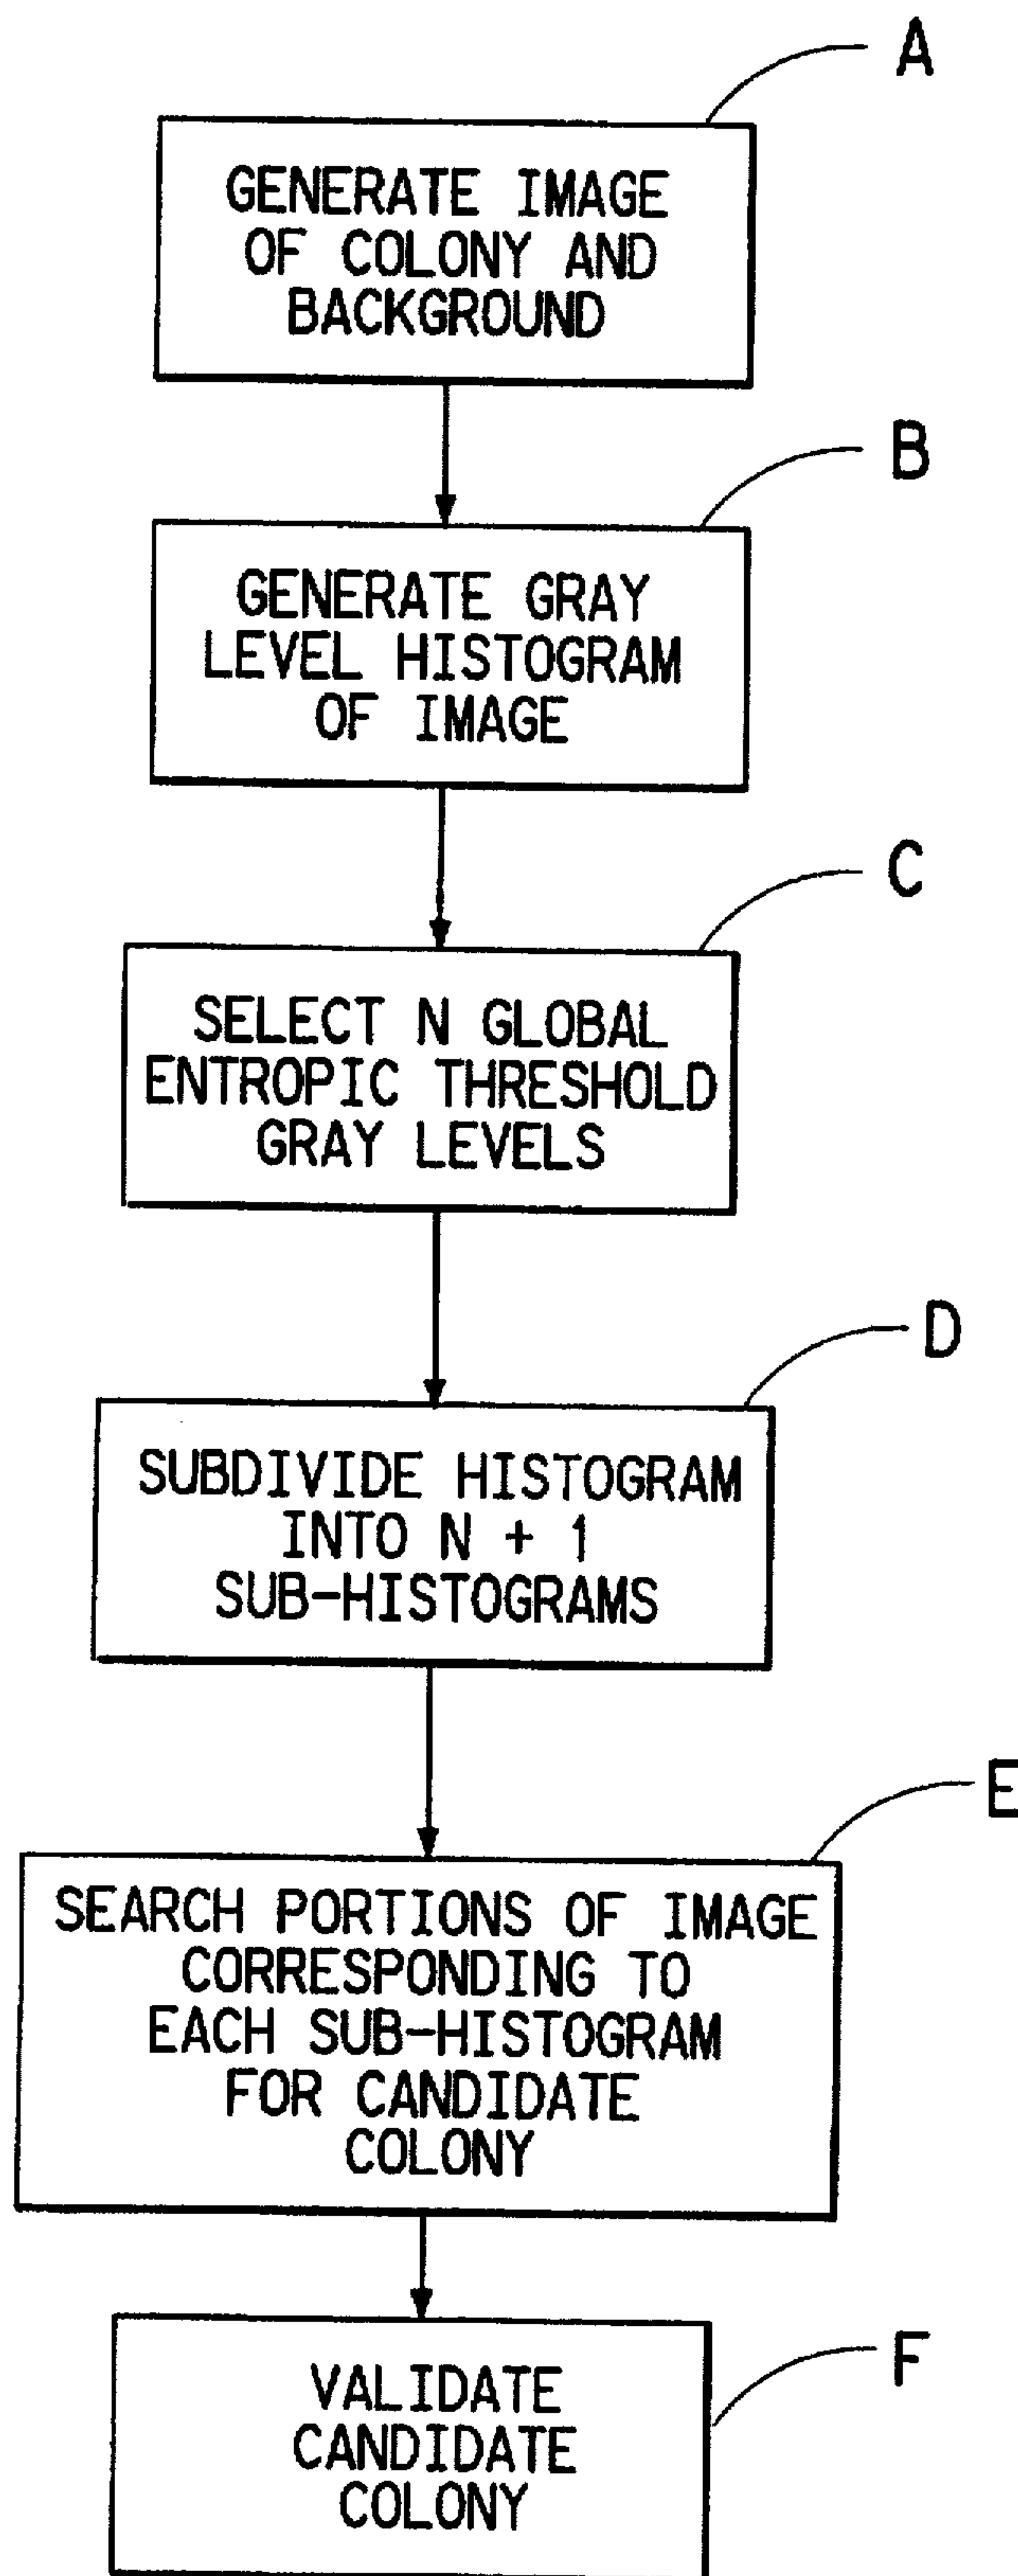 A
GENERATE IMAGE
OF COLONY AND
BACKGROUND
B
GENERATE GRAY
LEVEL HISTOGRAM
OF IMAGE
C
SELECT N GLOBAL
ENTROPIC THRESHOLD
GRAY LEVELS
D
SUBDIVIDE HISTOGRAM
INTO N + 1
SUB-HISTOGRAMS
E
SEARCH PORTIONS OF IMAGE
CORRESPONDING TO
EACH SUB-HISTOGRAM
FOR CANDIDATE
COLONY
F
VALIDATE
CANDIDATE
COLONY